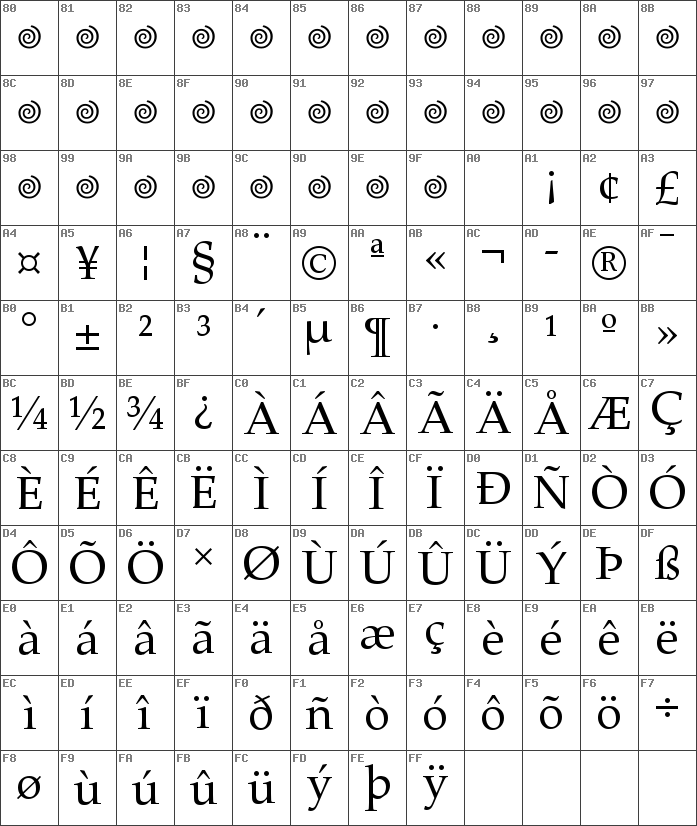 80 81 82 83 84 85 86 87 88 89 8A 8B
8C 8D 8E 8F 90 91 92 93 94 95 96 97
98 99 9A 9B 9C 9D 9E 9F A0 A1 A2 A3
¡ ¢ £
A4 A5 A6 A7 A8 A9 AA AB AC AD AE AF
¤ ¥ ¦ § ¨ © ª « ¬ - ® ¯
B0 B1 B2 B3 B4 B5 B6 B7 B8 B9 BA BB
° ± ² ³ ´ µ ¶ · ¸ ¹ º »
BC BD BE BF C0 C1 C2 C3 C4 C5 C6 C7
¼ ½ ¾ ¿ À Á Â Ã Ä Å Æ Ç
C8 C9 CA CB CC CD CE CF D0 D1 D2 D3
È É Ê Ë Ì Í Î Ï Ð Ñ Ò Ó
D4 D5 D6 D7 D8 D9 DA DB DC DD DE DF
Ô Õ Ö × Ø Ù Ú Û Ü Ý Þ ß
E0 E1 E2 E3 E4 E5 E6 E7 E8 E9 EA EB
à á â ã ä å æ ç è é ê ë
EC ED EE EF F0 F1 F2 F3 F4 F5 F6 F7
ì í î ï ð ñ ò ó ô õ ö ÷
F8 F9 FA FB FC FD FE FF
ø ù ú û ü ý þ ÿ